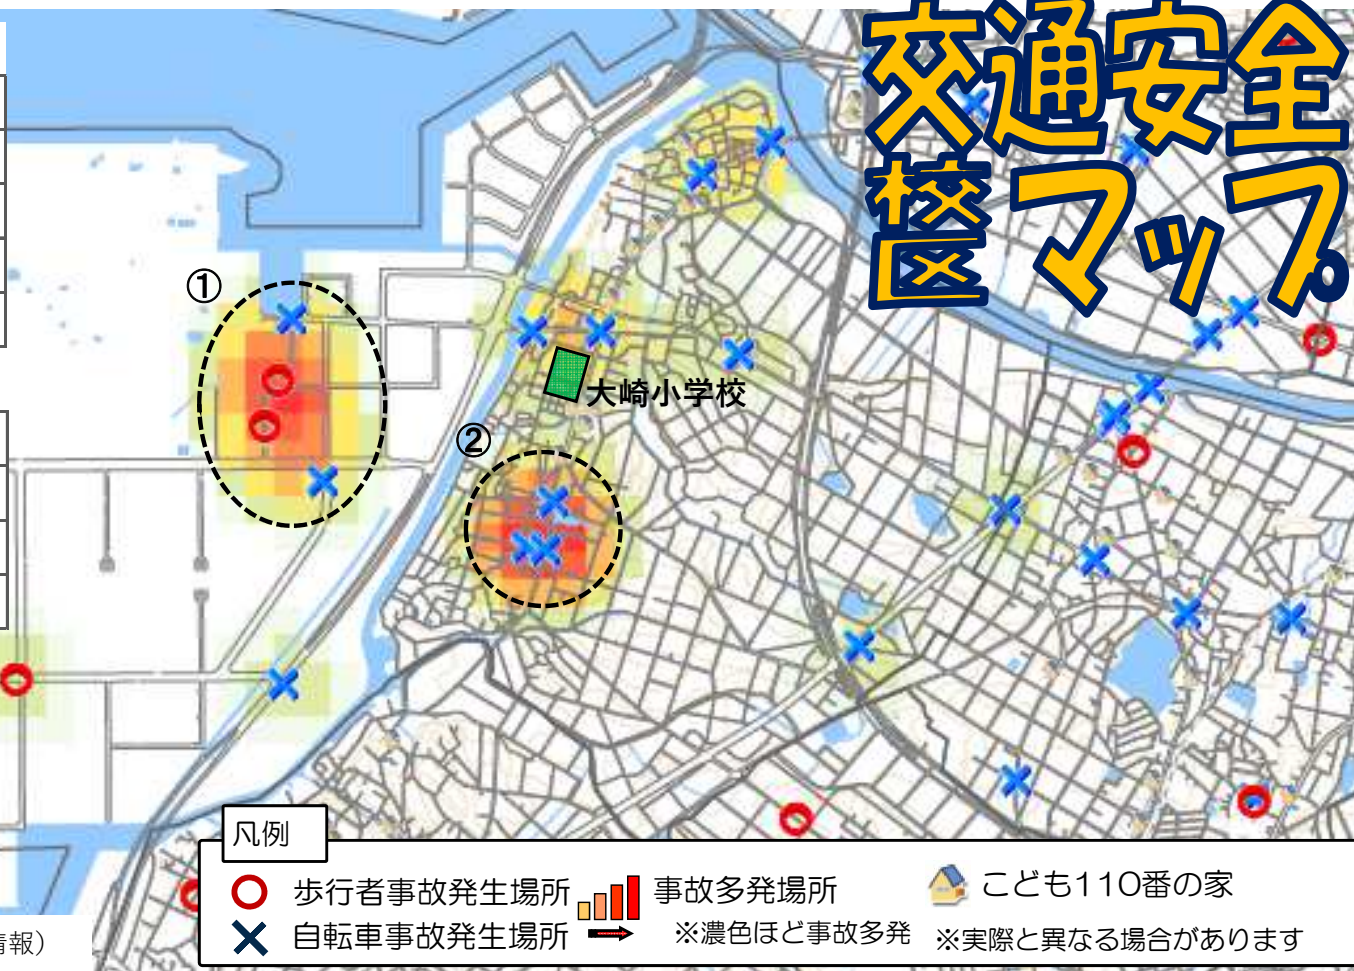 交通安全
校区マップ
①
大崎小学校
②
凡例
歩行者事故発生場所
事故多発場所
こども110番の家
自転車事故発生場所
※濃色ほど事故多発
※実際と異なる場合があります
情報）